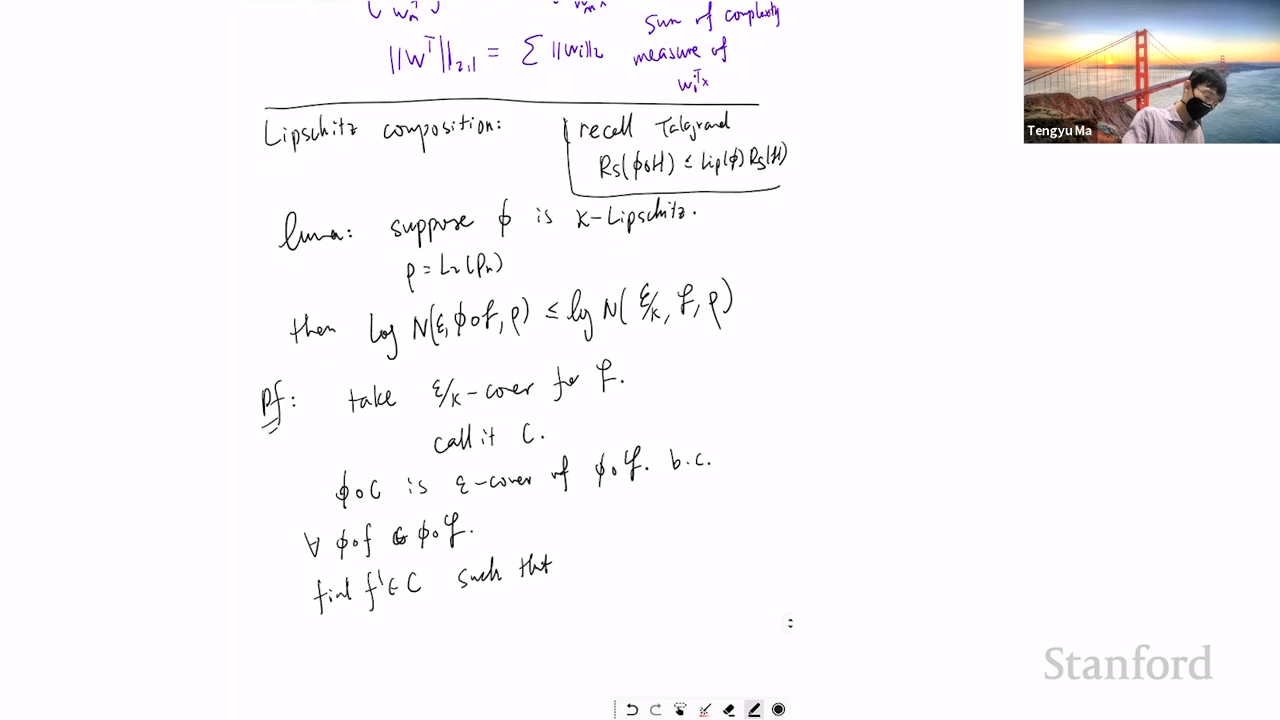 ‖W^T‖_{2,1} = Σ ‖w_i‖_2
sum of complexity
measure of
w_i^T x
Lipschitz composition:
recall Talagrand
R_S(φ∘H) ≤ Lip(φ) R_S(H)
lemma: suppose φ is κ-Lipschitz.
ρ = L_2(P_n)
then log N(ε, φ∘F, ρ) ≤ log N(ε/κ, F, ρ)
Pf: take ε/κ-cover for F.
call it C.
φ∘C is ε-cover of φ∘F. b.c.
∀ φ∘f ∈ φ∘F.
find f' ∈ C such that
Tengyu Ma
Stanford